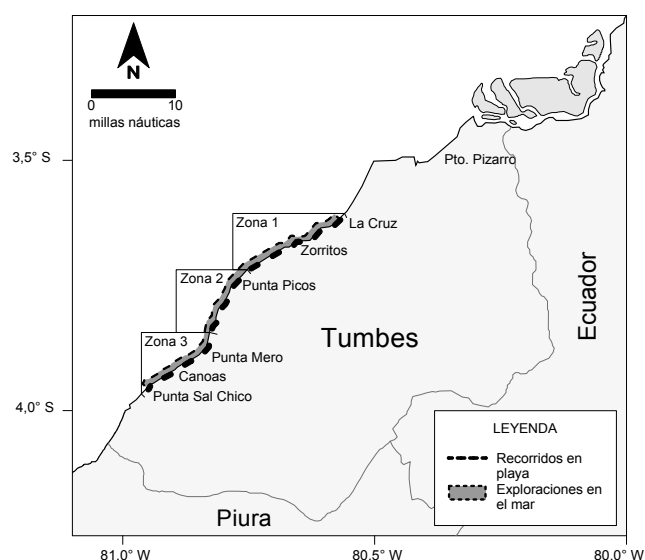 N
0 10
millas náuticas
3,5° S
Pto. Pizarro
Zona 1
La Cruz
Zorritos
Zona 2
Punta Picos
Ecuador
Zona 3
Tumbes
Punta Mero
Canoas
Punta Sal Chico
4,0° S
LEYENDA
Recorridos en
playa
Exploraciones en
el mar
Piura
81.0° W 80.5° W 80.0° W